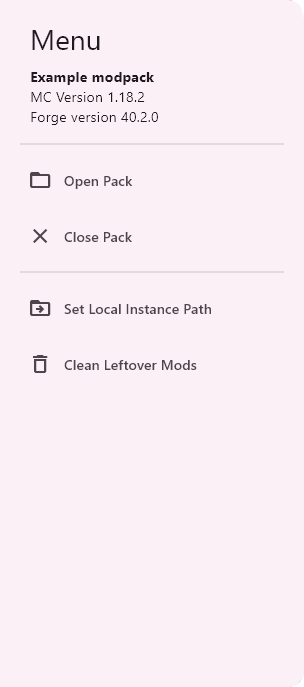 Menu
Example modpack
MC Version 1.18.2
Forge version 40.2.0
Open Pack
Close Pack
Set Local Instance Path
Clean Leftover Mods